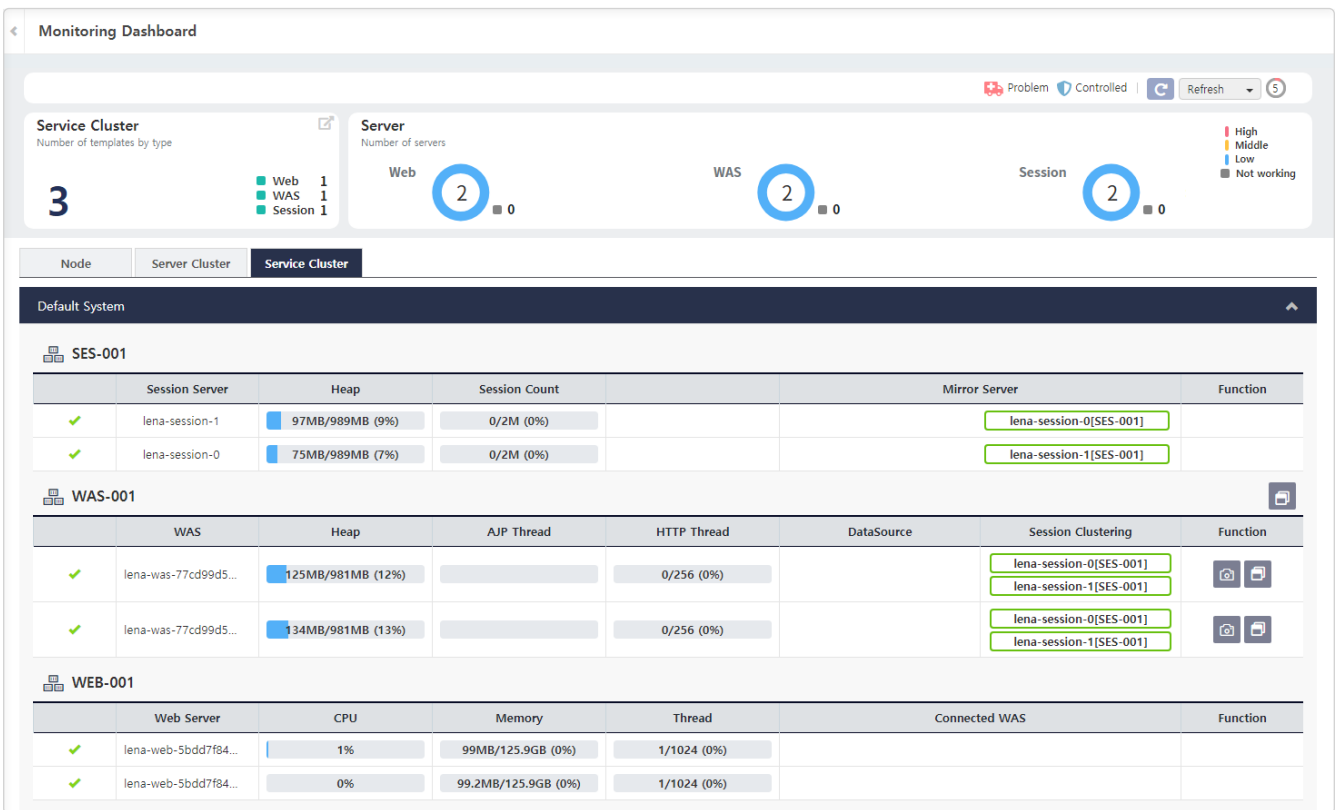 Monitoring Dashboard
Problem Controlled Refresh 5
Service Cluster
Number of templates by type
3
Web 1
WAS 1
Session 1
Server
Number of servers
Web 2 0
WAS 2 0
Session 2 0
High
Middle
Low
Not working
Node Server Cluster Service Cluster
Default System
SES-001
Session Server Heap Session Count Mirror Server Function
lena-session-1 97MB/989MB (9%) 0/2M (0%) lena-session-0[SES-001]
lena-session-0 75MB/989MB (7%) 0/2M (0%) lena-session-1[SES-001]
WAS-001
WAS Heap AJP Thread HTTP Thread DataSource Session Clustering Function
lena-was-77cd99d5... 125MB/981MB (12%) 0/256 (0%) lena-session-0[SES-001]
lena-session-1[SES-001]
lena-was-77cd99d5... 134MB/981MB (13%) 0/256 (0%) lena-session-0[SES-001]
lena-session-1[SES-001]
WEB-001
Web Server CPU Memory Thread Connected WAS Function
lena-web-5bdd7f84... 1% 99MB/125.9GB (0%) 1/1024 (0%)
lena-web-5bdd7f84... 0% 99.2MB/125.9GB (0%) 1/1024 (0%)